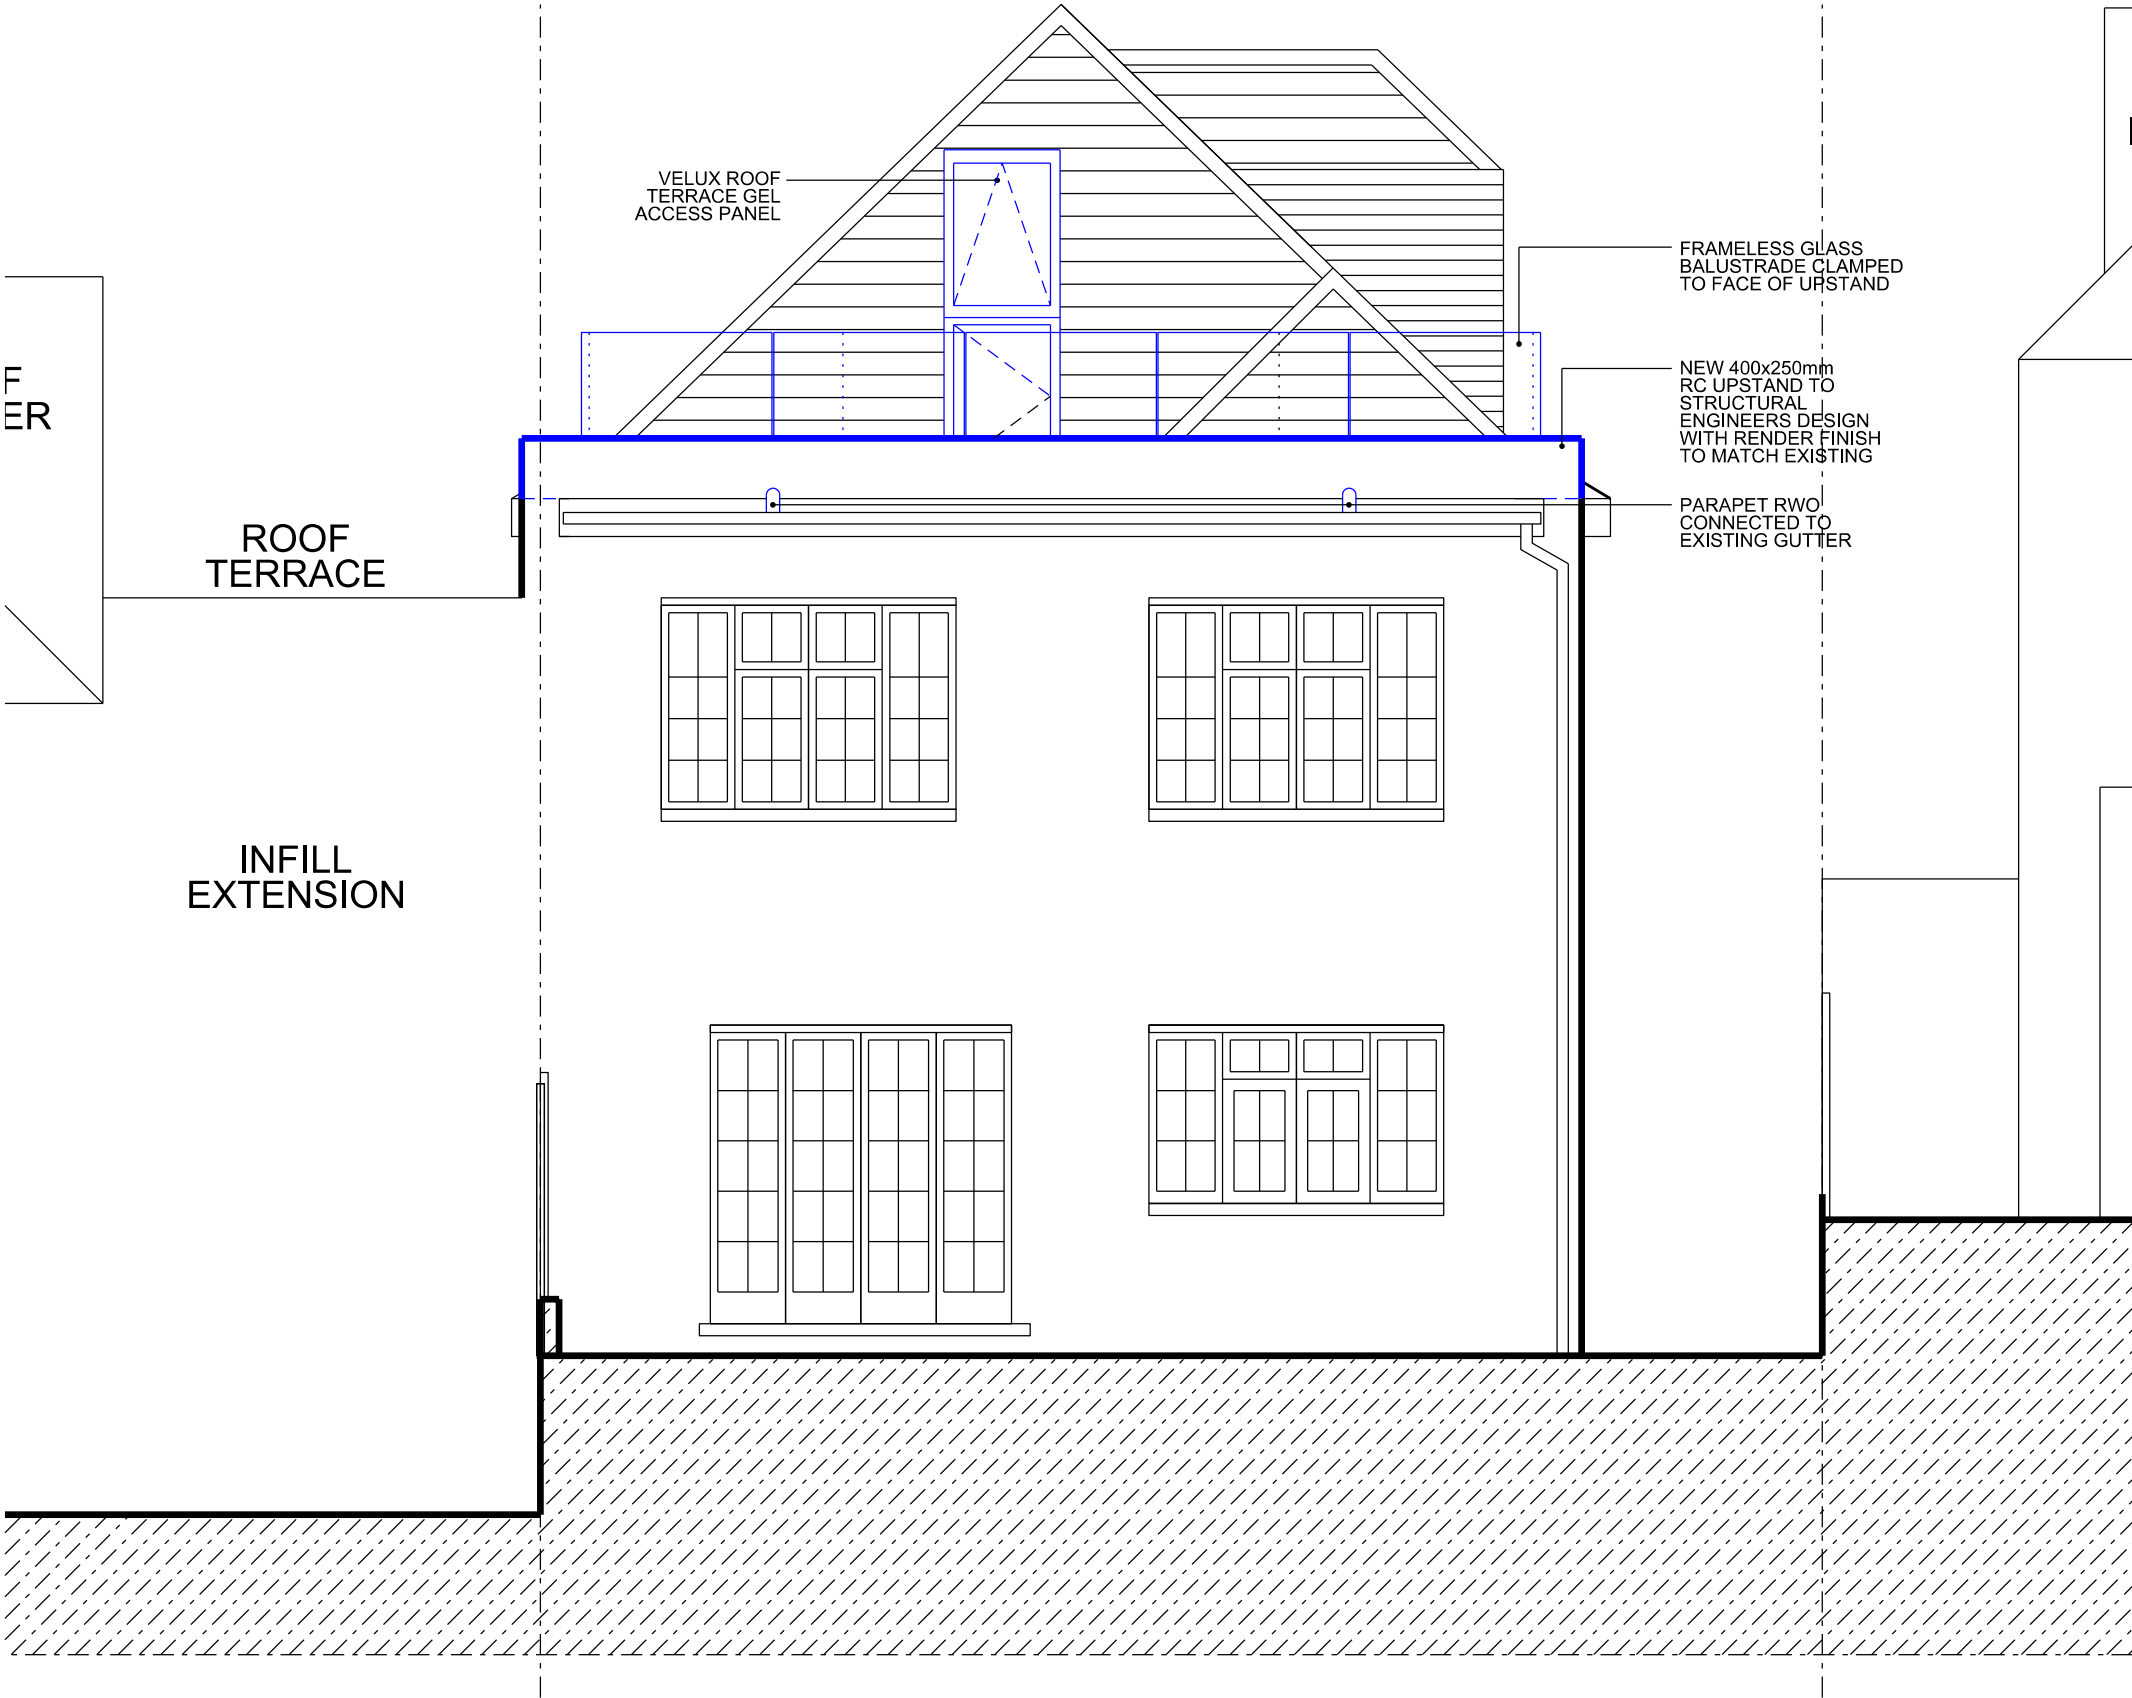 VELUX ROOF
TERRACE GEL
ACCESS PANEL
FRAMELESS GLASS
BALUSTRADE CLAMPED
TO FACE OF UPSTAND
NEW 400x250mm
RC UPSTAND TO
STRUCTURAL
ENGINEERS DESIGN
WITH RENDER FINISH
TO MATCH EXISTING
PARAPET RWO
CONNECTED TO
EXISTING GUTTER
F
ER
ROOF
TERRACE
INFILL
EXTENSION